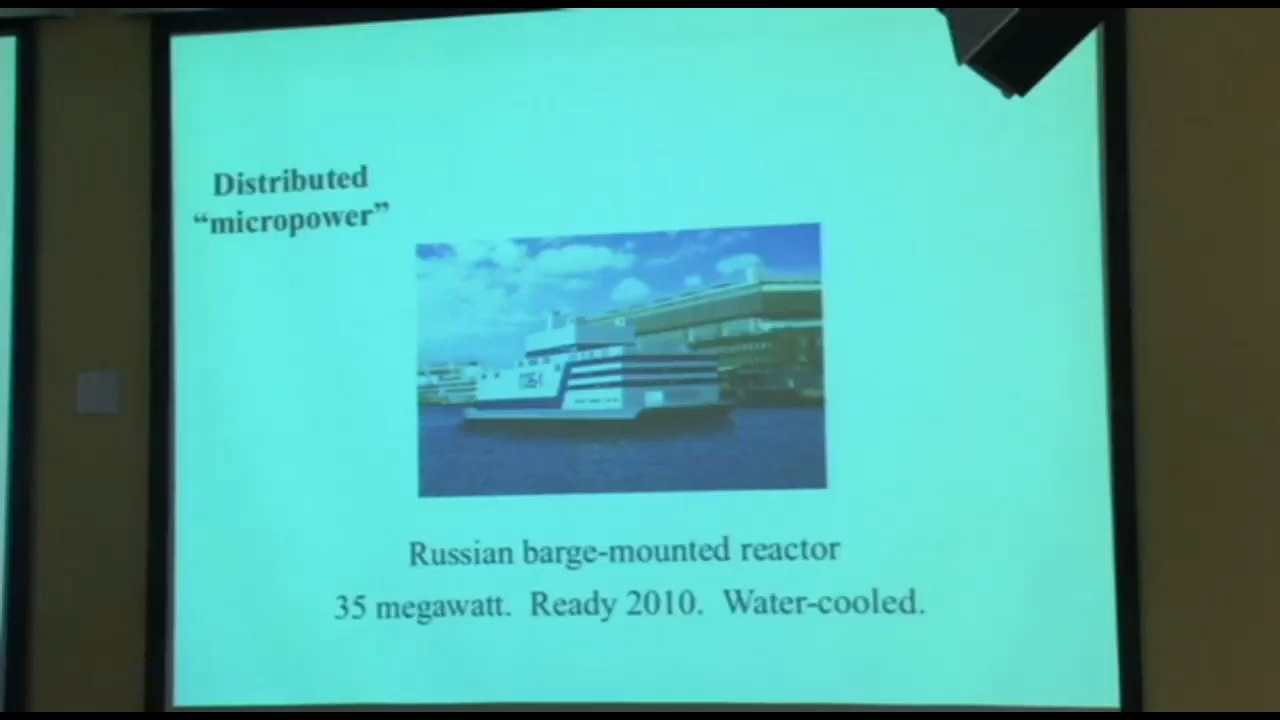 Distributed
“micropower”
Russian barge-mounted reactor
35 megawatt. Ready 2010. Water-cooled.